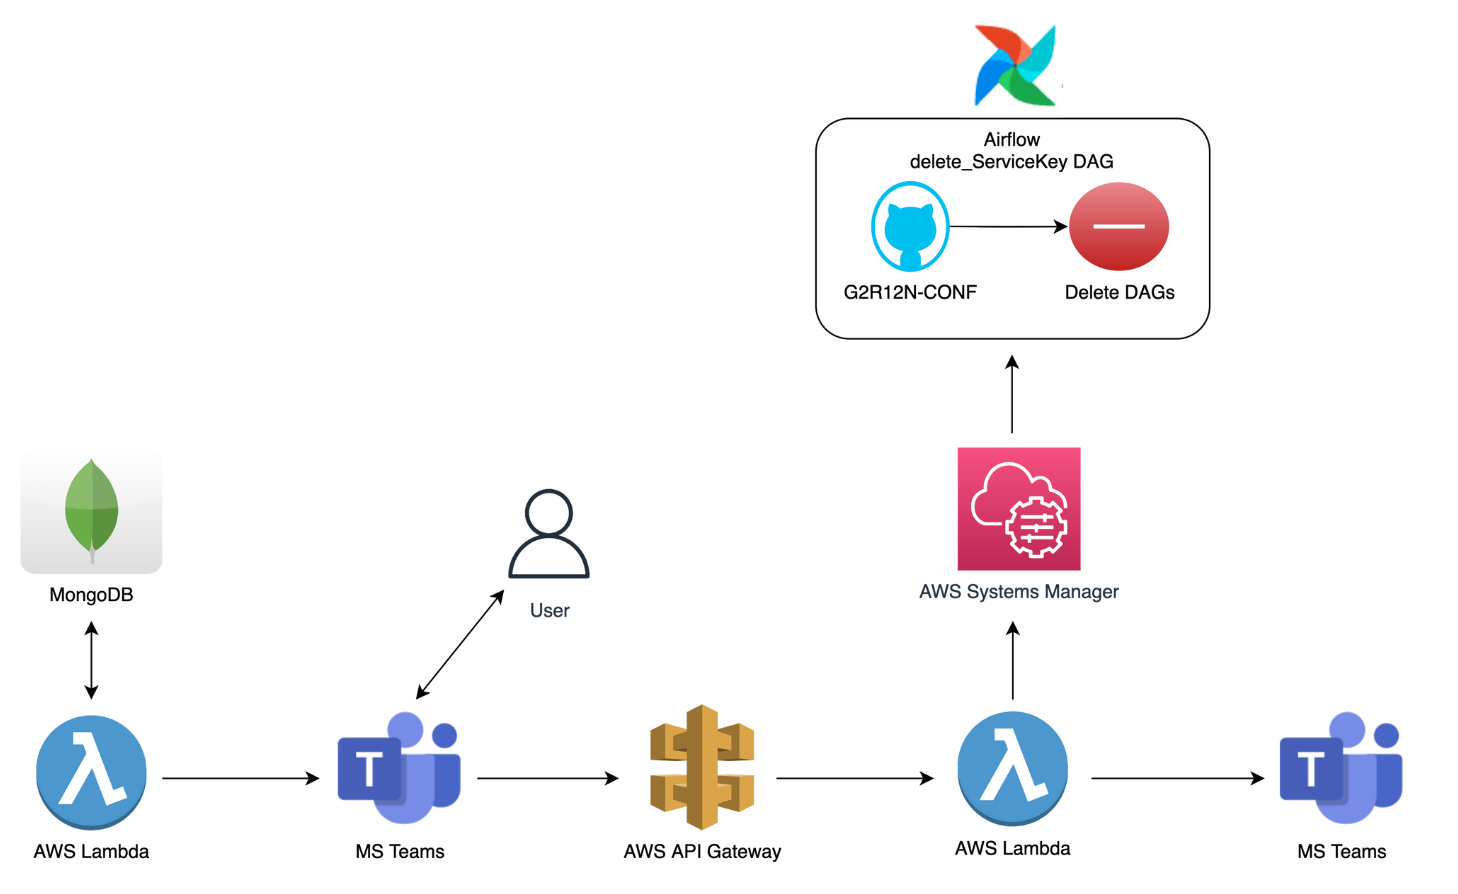 Airflow
delete_ServiceKey DAG
G2R12N-CONF
Delete DAGs
MongoDB
User
AWS Systems Manager
T
T
AWS Lambda
MS Teams
AWS API Gateway
AWS Lambda
MS Teams